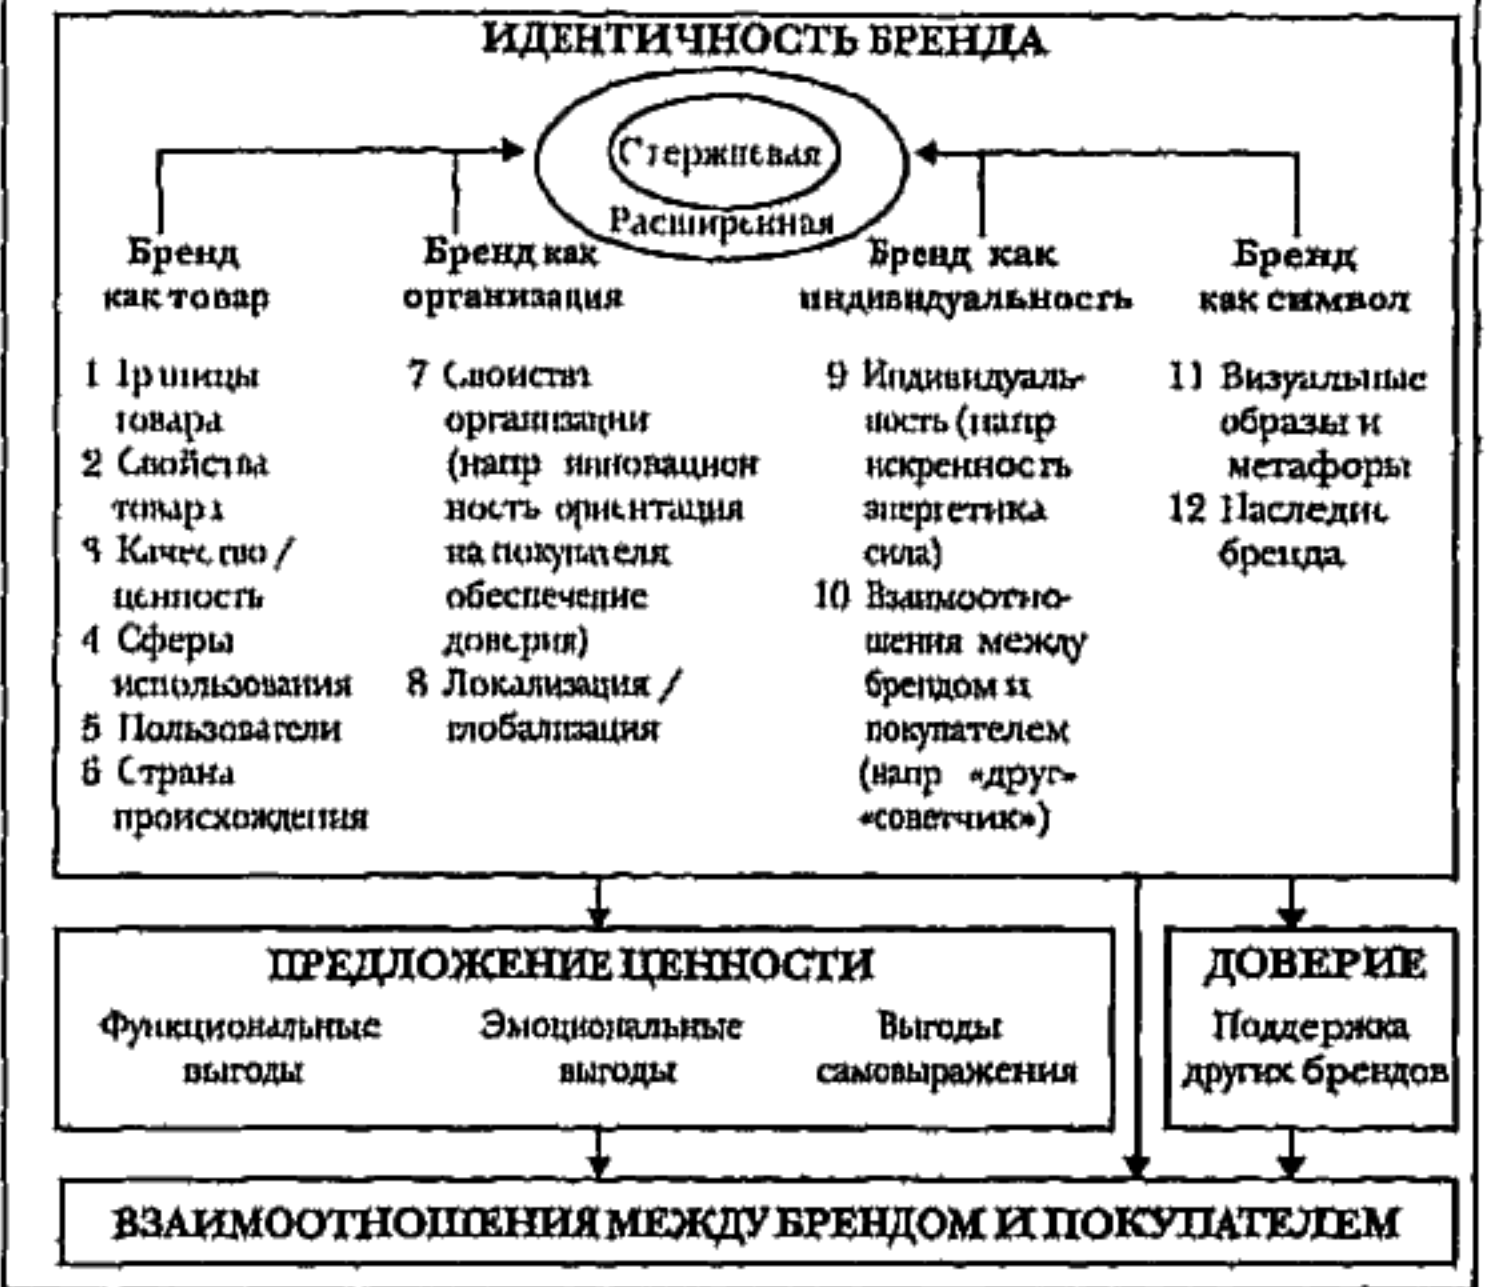 ИДЕНТИЧНОСТЬ БРЕНДА
Стержневая
Расширенная
Бренд
как товар
1 Границы
товара
2 Свойства
товара
3 Качество /
ценность
4 Сферы
использования
5 Пользователи
6 Страна
происхождения
Бренд как
организация
7 Свойства
организации
(напр инновацион
ность ориентация
на покупателя
обеспечение
доверия)
8 Локализация /
глобализация
Бренд как
индивидуальность
9 Индивидуаль-
ность (напр
искренность
энергетика
сила)
10 Взаимоотно-
шения между
брендом и
покупателем
(напр «друг»
«советчик»)
Бренд
как символ
11 Визуальные
образы и
метафоры
12 Наследие
бренда
ПРЕДЛОЖЕНИЕ ЦЕННОСТИ
Функциональные
выгоды
Эмоциональные
выгоды
Выгоды
самовыражения
ДОВЕРИЕ
Поддержка
других брендов
ВЗАИМООТНОШЕНИЯ МЕЖДУ БРЕНДОМ И ПОКУПАТЕЛЕМ